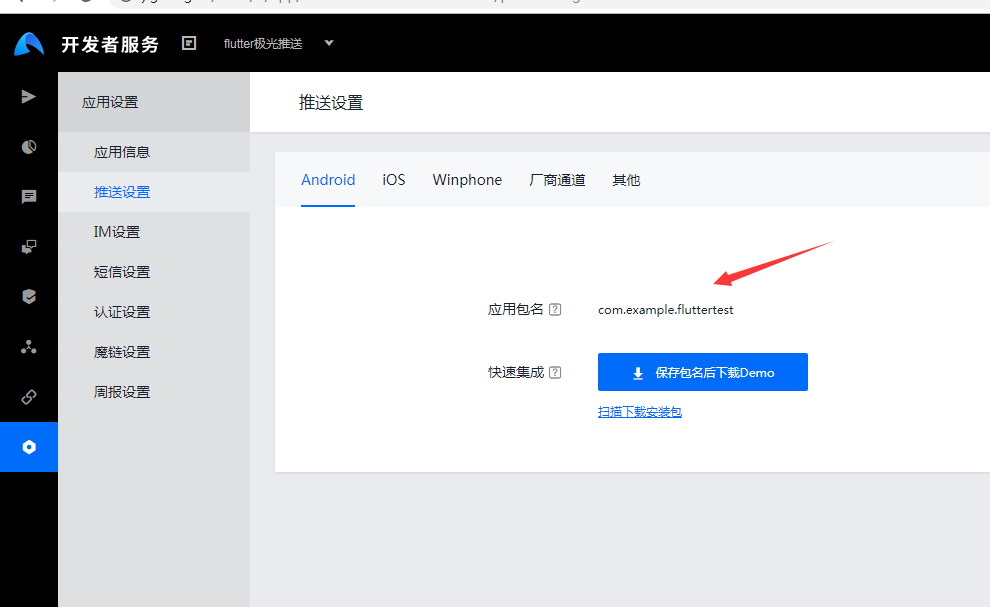 开发者服务
flutter极光推送
应用设置
应用信息
推送设置
IM设置
短信设置
认证设置
魔链设置
周报设置
推送设置
Android iOS Winphone 厂商通道 其他
应用包名 ? com.example.fluttertest
快速集成 ? 保存包名后下载Demo
扫描下载安装包